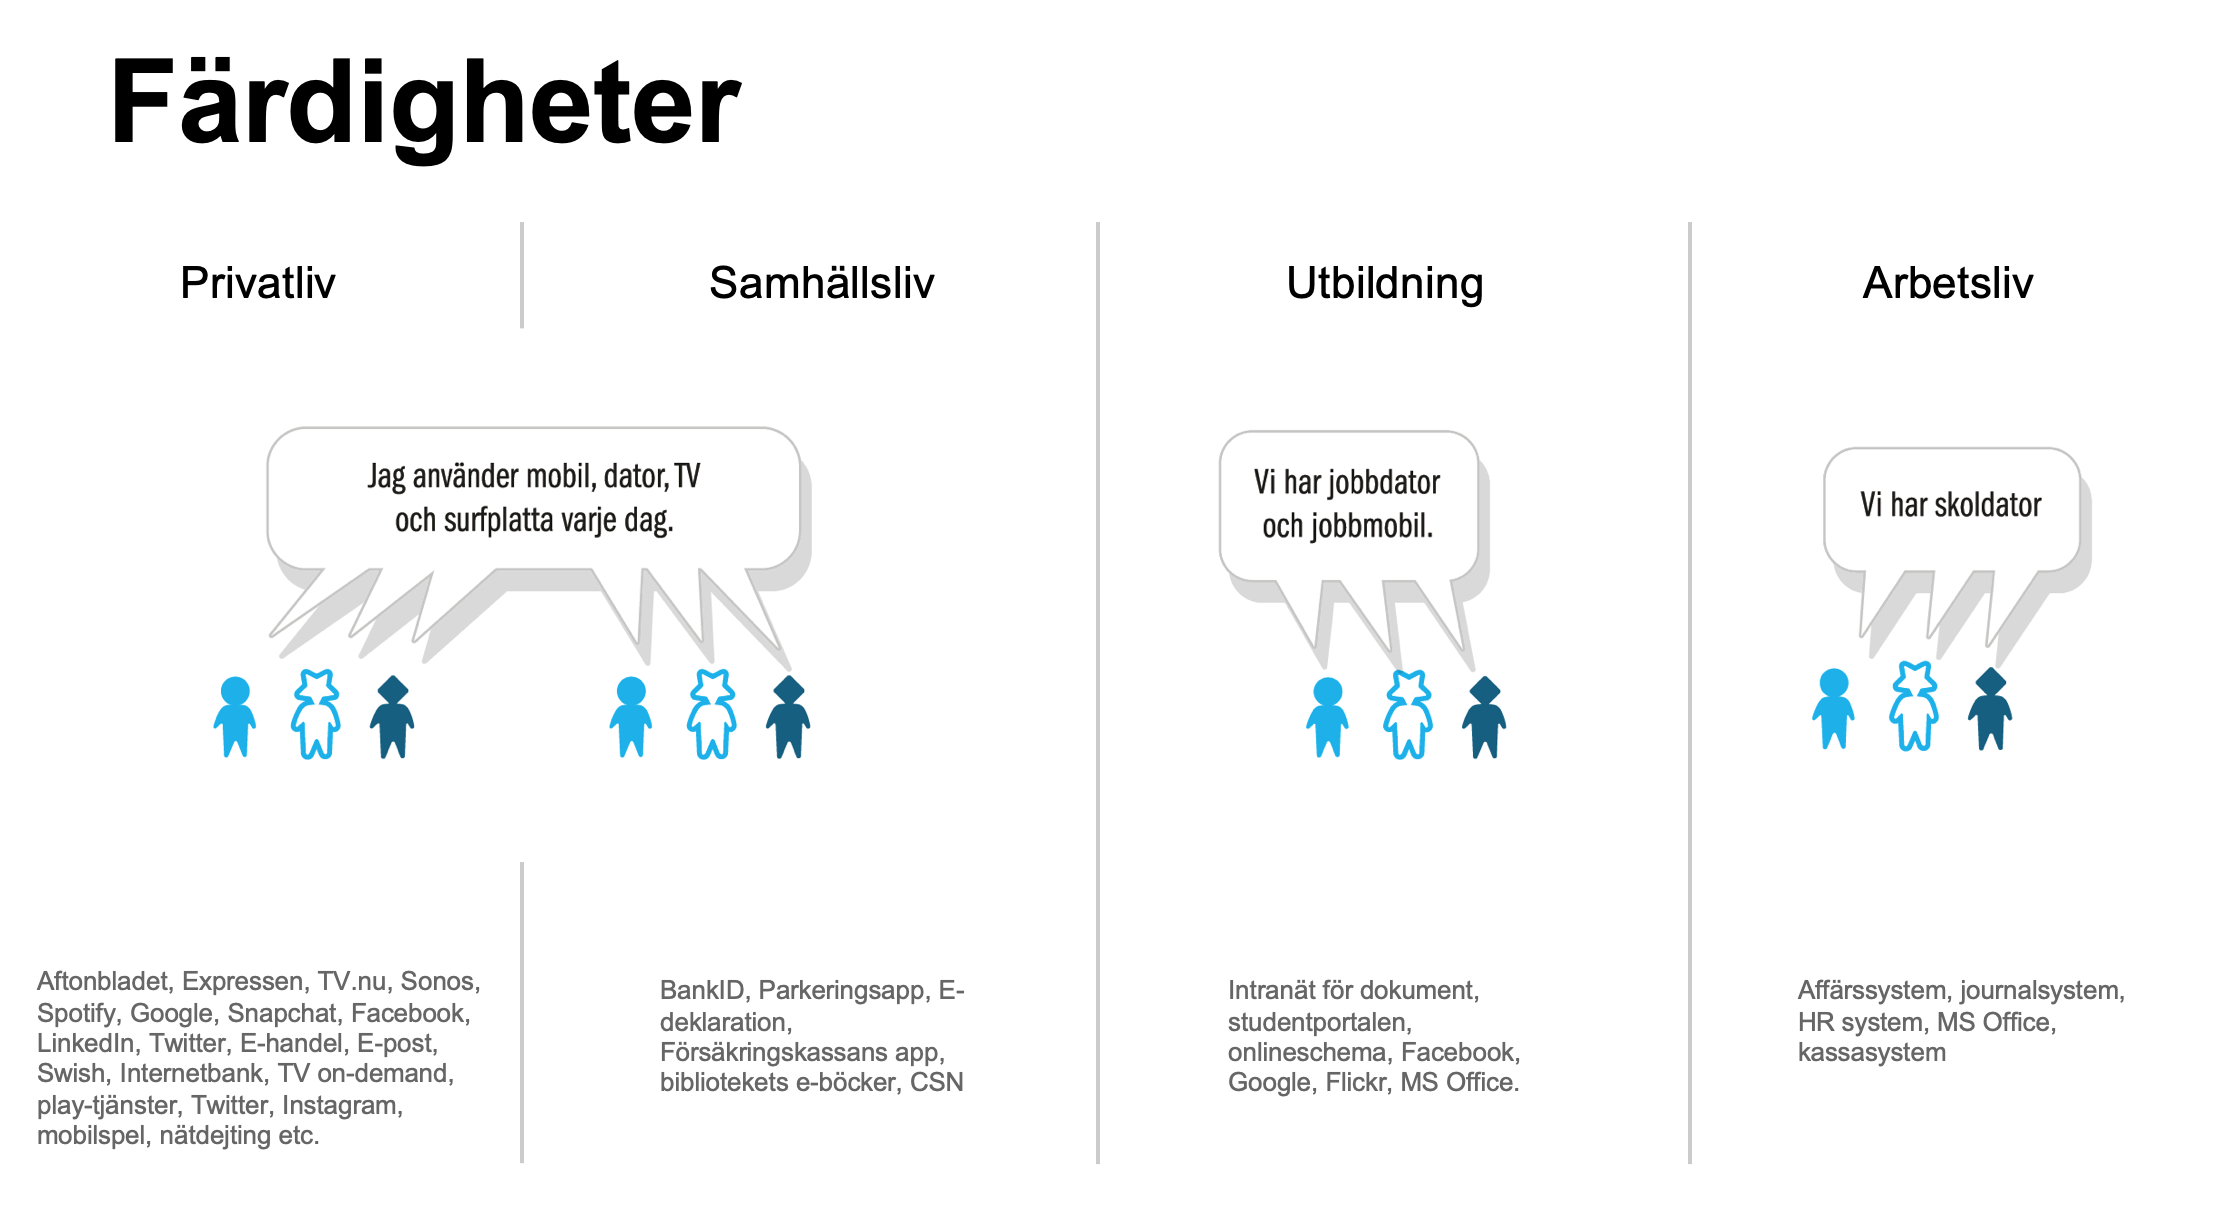 Färdigheter
Privatliv
Samhällsliv
Utbildning
Arbetsliv
Jag använder mobil, dator, TV
och surfplatta varje dag.
Vi har jobbdator
och jobbmobil.
Vi har skoldator
Aftonbladet, Expressen, TV.nu, Sonos,
Spotify, Google, Snapchat, Facebook,
LinkedIn, Twitter, E-handel, E-post,
Swish, Internetbank, TV on-demand,
play-tjänster, Twitter, Instagram,
mobilspel, nätdejting etc.
BankID, Parkeringsapp, E-
deklaration,
Försäkringskassans app,
bibliotekets e-böcker, CSN
Intranät för dokument,
studentportalen,
onlineschema, Facebook,
Google, Flickr, MS Office.
Affärssystem, journalsystem,
HR system, MS Office,
kassasystem